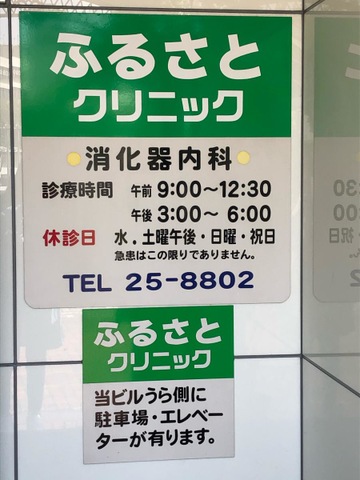 ふるさと
クリニック
消化器内科
診療時間 午前 9:00〜12:30
午後 3:00〜 6:00
休診日 水．土曜午後・日曜・祝日
急患はこの限りでありません。
TEL 25-8802
ふるさと
クリニック
当ビルうら側に
駐車場・エレベー
ターが有ります。